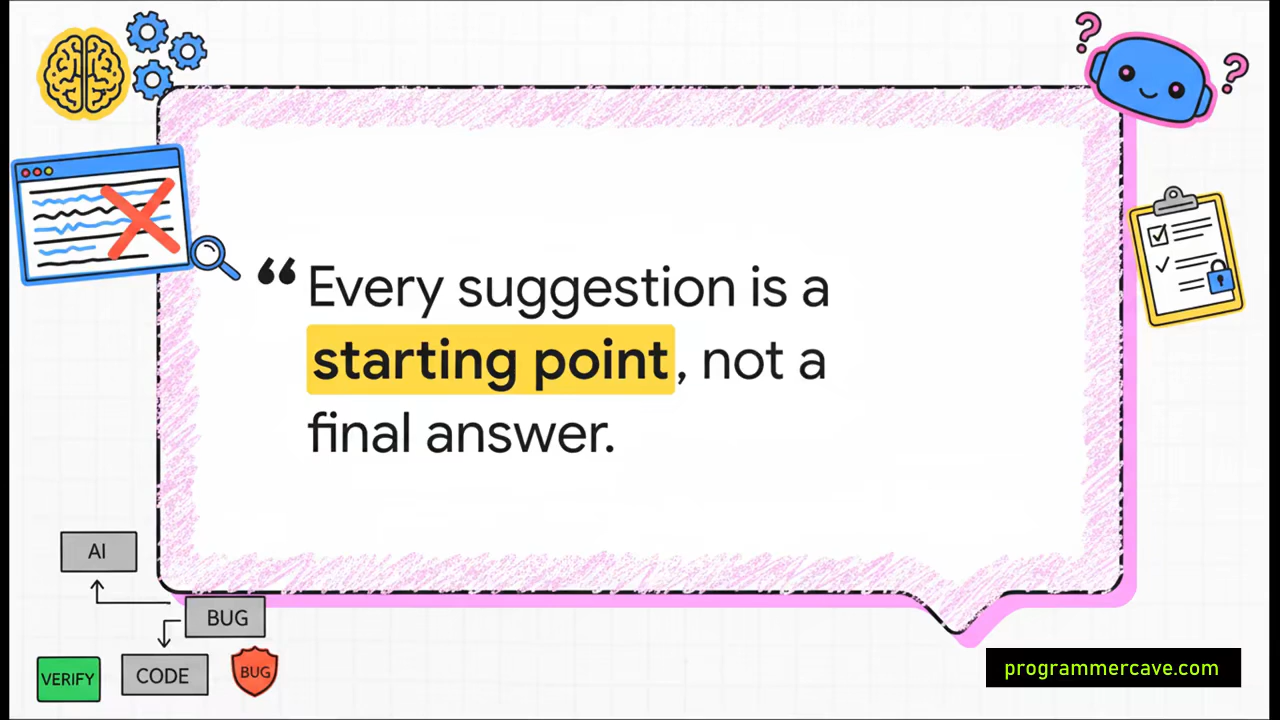 “Every suggestion is a
starting point, not a
final answer.
AI
BUG
VERIFY
CODE
BUG
programmercave.com